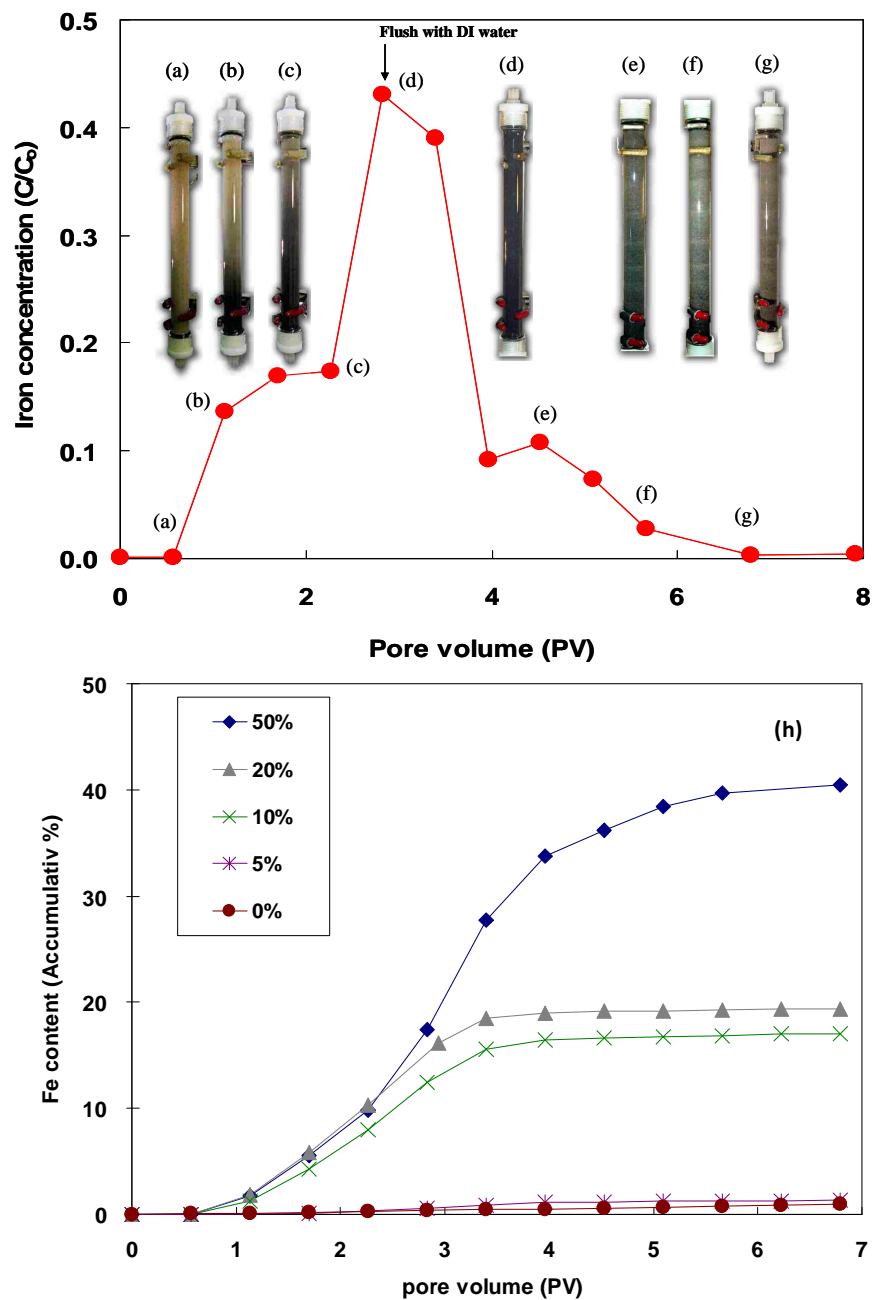 Flush with DI water
(a) (b) (c) (d) (d) (e) (f) (g)
0.5
0.4
0.3
0.2
0.1
0.0
Iron concentration (C/C₀)
(b) (c) (e)
(a) (f) (g)
0 2 4 6 8
Pore volume (PV)
50
40
30
20
10
0
Fe content (Accumulativ %)
50%
20%
10%
5%
0%
(h)
0 1 2 3 4 5 6 7
pore volume (PV)